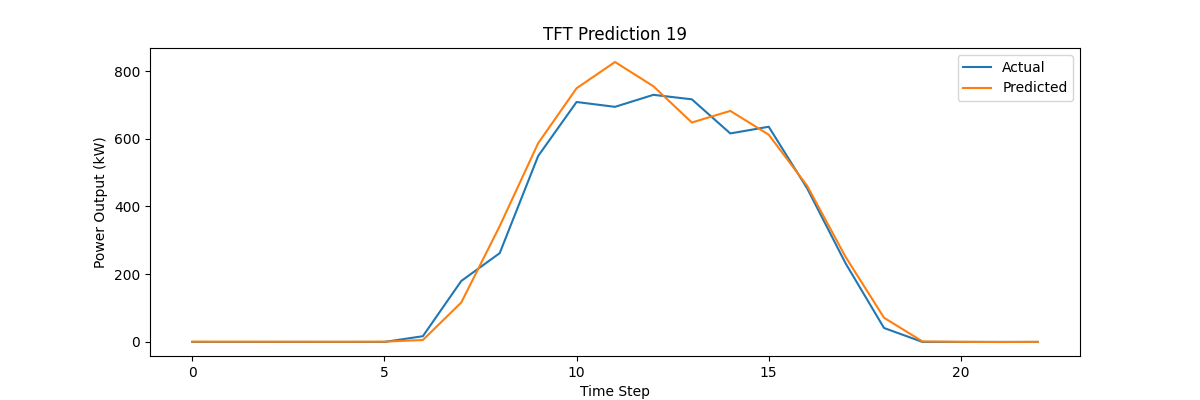 TFT Prediction 19
Actual
Predicted
Power Output (kW)
800
600
400
200
0
0 5 10 15 20
Time Step